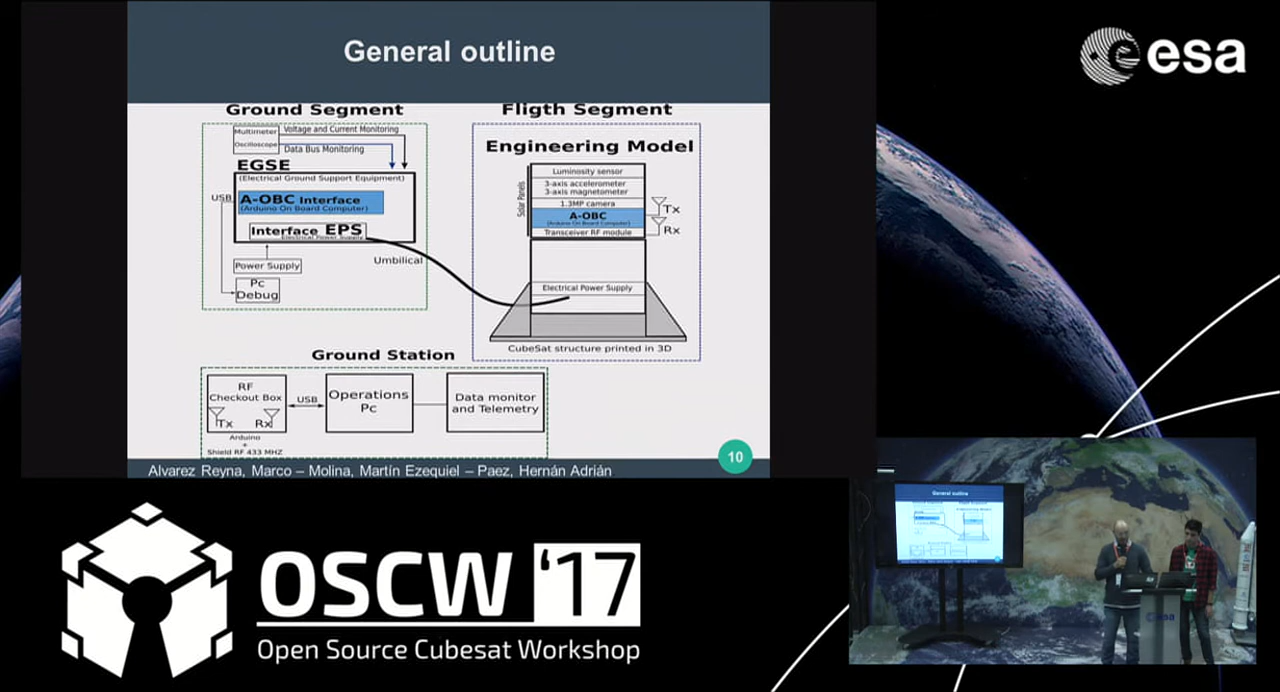 General outline
esa
Ground Segment
Multimeter
Oscilloscope
Voltage and Current Monitoring
Data Bus Monitoring
EGSE
(Electrical Ground Support Equipment)
USB
A-OBC Interface
(Arduino On Board Computer)
Interface EPS
Electrical Power Supply
Umbilical
Power Supply
Pc
Debug
Fligth Segment
Engineering Model
Solar Panels
Luminosity sensor
3-axis accelerometer
3-axis magnetometer
1.3MP camera
A-OBC
(Arduino On Board Computer)
Transceiver RF module
Tx
Rx
Electrical Power Supply
CubeSat structure printed in 3D
Ground Station
RF
Checkout Box
Tx
Rx
Arduino
+
Shield RF 433 MHZ
USB
Operations
Pc
Data monitor
and Telemetry
Alvarez Reyna, Marco – Molina, Martín Ezequiel – Paez, Hernán Adrián
10
OSCW '17
Open Source Cubesat Workshop
General outline
esa